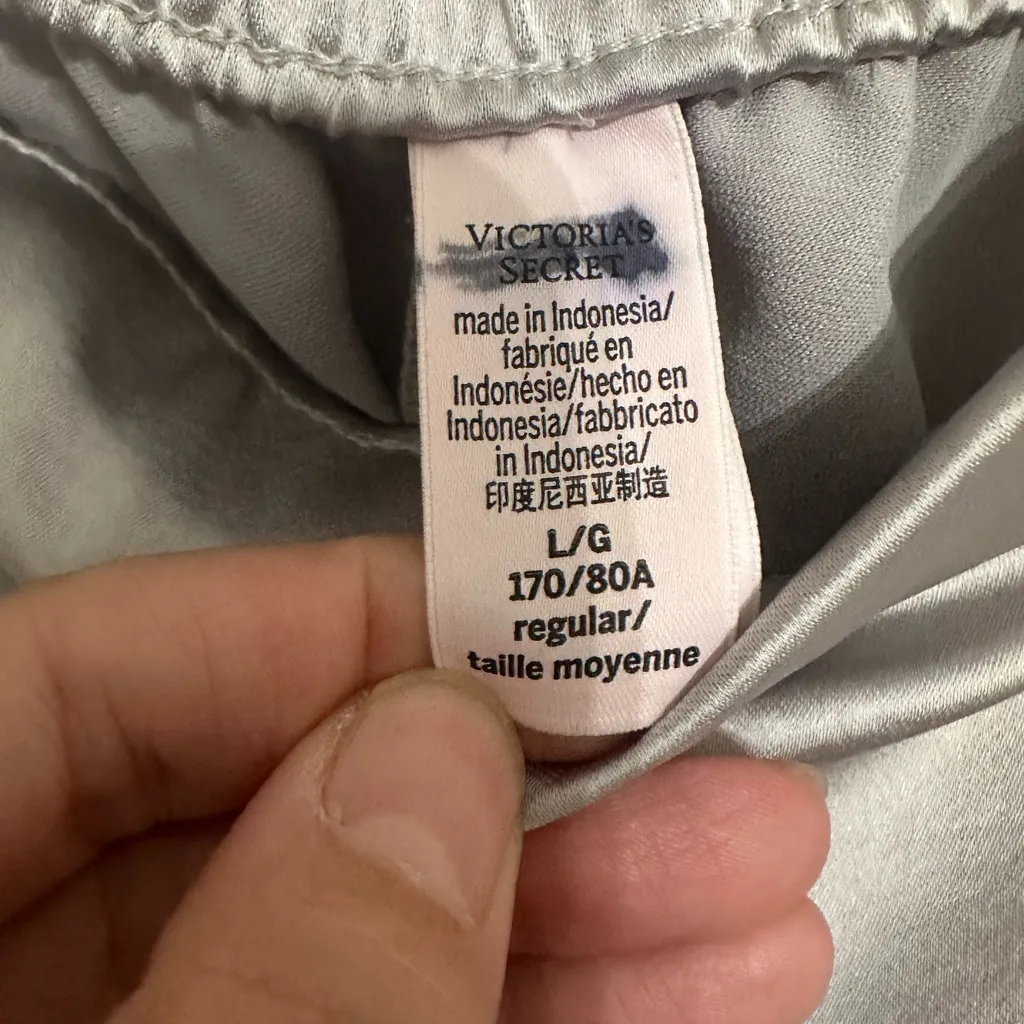 VICTORIA'S
SECRET
made in Indonesia/
fabriqué en
Indonésie/hecho en
Indonesia/fabbricato
in Indonesia/
印度尼西亚制造
L/G
170/80A
regular/
taille moyenne